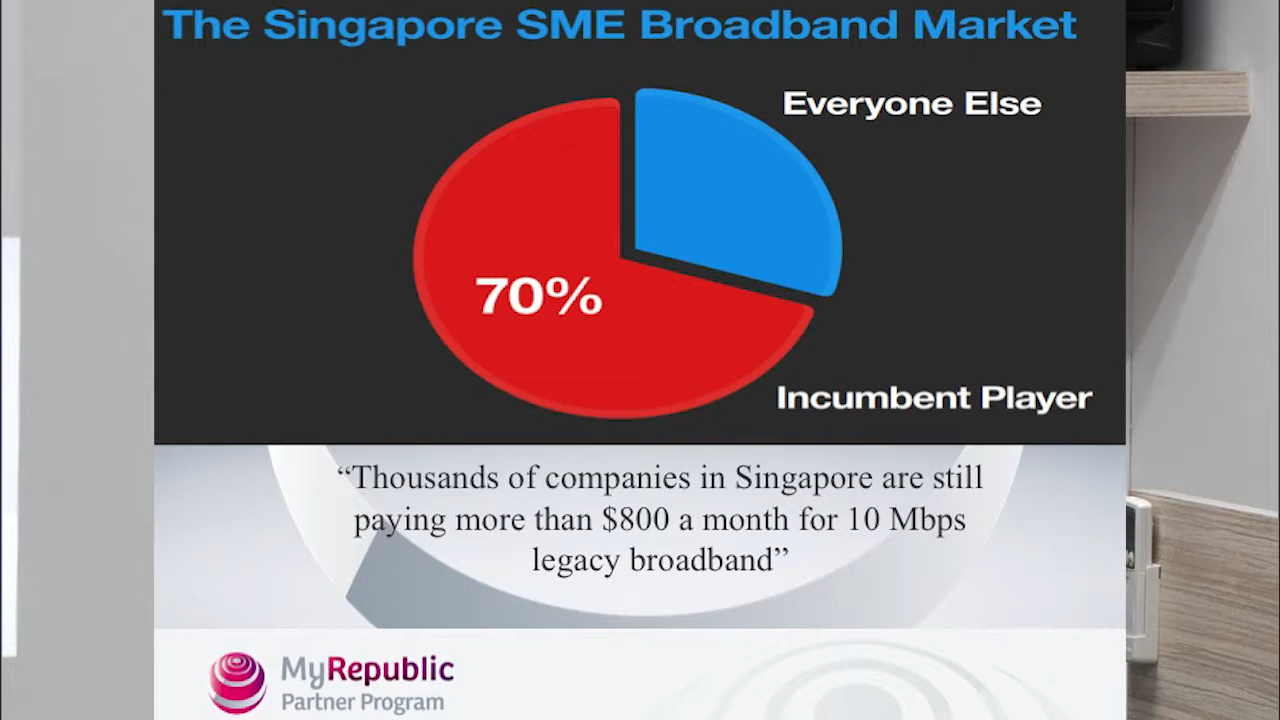 The Singapore SME Broadband Market
Everyone Else
70%
Incumbent Player
“Thousands of companies in Singapore are still
paying more than $800 a month for 10 Mbps
legacy broadband”
MyRepublic
Partner Program